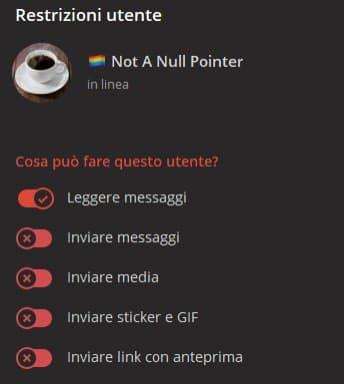 Restrizioni utente
🏳️‍🌈 Not A Null Pointer
in linea
Cosa può fare questo utente?
Leggere messaggi
Inviare messaggi
Inviare media
Inviare sticker e GIF
Inviare link con anteprima